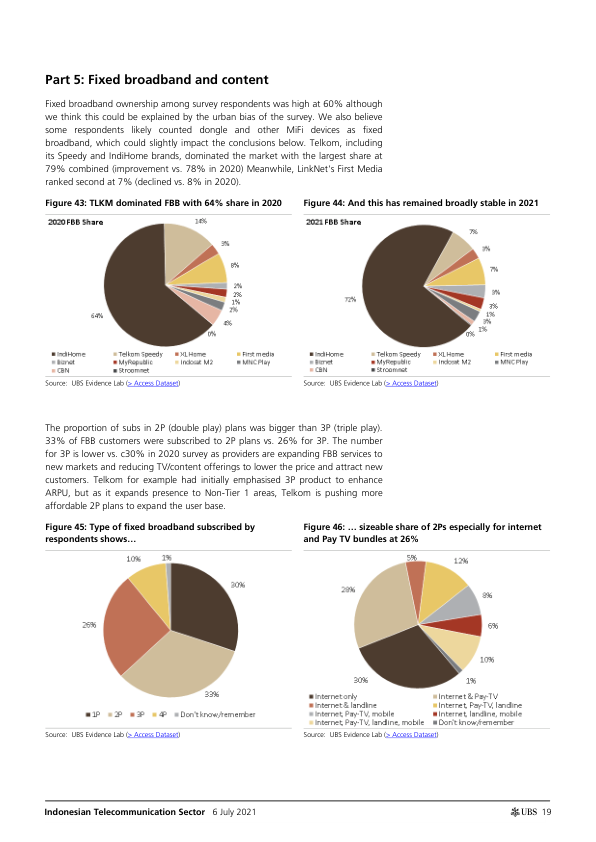 Part 5: Fixed broadband and content
Fixed broadband ownership among survey respondents was high at 60% although
we think this could be explained by the urban bias of the survey. We also believe
some respondents likely counted dongle and other MiFi devices as fixed
broadband, which could slightly impact the conclusions below. Telkom, including
its Speedy and IndiHome brands, dominated the market with the largest share at
79% combined (improvement vs. 78% in 2020) Meanwhile, LinkNet's First Media
ranked second at 7% (declined vs. 8% in 2020).
Figure 43: TLKM dominated FBB with 64% share in 2020
2020 FBB Share
14%
3%
8%
2%
2%
1%
2%
4%
0%
64%
IndiHome Telkom Speedy XL Home First media
Biznet MyRepublic Indosat M2 MNC Play
CBN Stroomnet
Source: UBS Evidence Lab (> Access Dataset)
Figure 44: And this has remained broadly stable in 2021
2021 FBB Share
7%
3%
7%
3%
3%
1%
3%
1%
0%
72%
IndiHome Telkom Speedy XL Home First media
Biznet MyRepublic Indosat M2 MNC Play
CBN Stroomnet
Source: UBS Evidence Lab (> Access Dataset)
The proportion of subs in 2P (double play) plans was bigger than 3P (triple play).
33% of FBB customers were subscribed to 2P plans vs. 26% for 3P. The number
for 3P is lower vs. c30% in 2020 survey as providers are expanding FBB services to
new markets and reducing TV/content offerings to lower the price and attract new
customers. Telkom for example had initially emphasised 3P product to enhance
ARPU, but as it expands presence to Non-Tier 1 areas, Telkom is pushing more
affordable 2P plans to expand the user base.
Figure 45: Type of fixed broadband subscribed by
respondents shows...
10%
1%
30%
26%
33%
1P 2P 3P 4P Don't know/remember
Source: UBS Evidence Lab (> Access Dataset)
Figure 46: ... sizeable share of 2Ps especially for internet
and Pay TV bundles at 26%
5%
12%
28%
8%
6%
10%
1%
30%
Internet only Internet & Pay-TV
Internet & landline Internet, Pay-TV, landline
Internet, Pay-TV, mobile Internet, landline, mobile
Internet, Pay-TV, landline, mobile Don't know/remember
Source: UBS Evidence Lab (> Access Dataset)
Indonesian Telecommunication Sector 6 July 2021
UBS 19